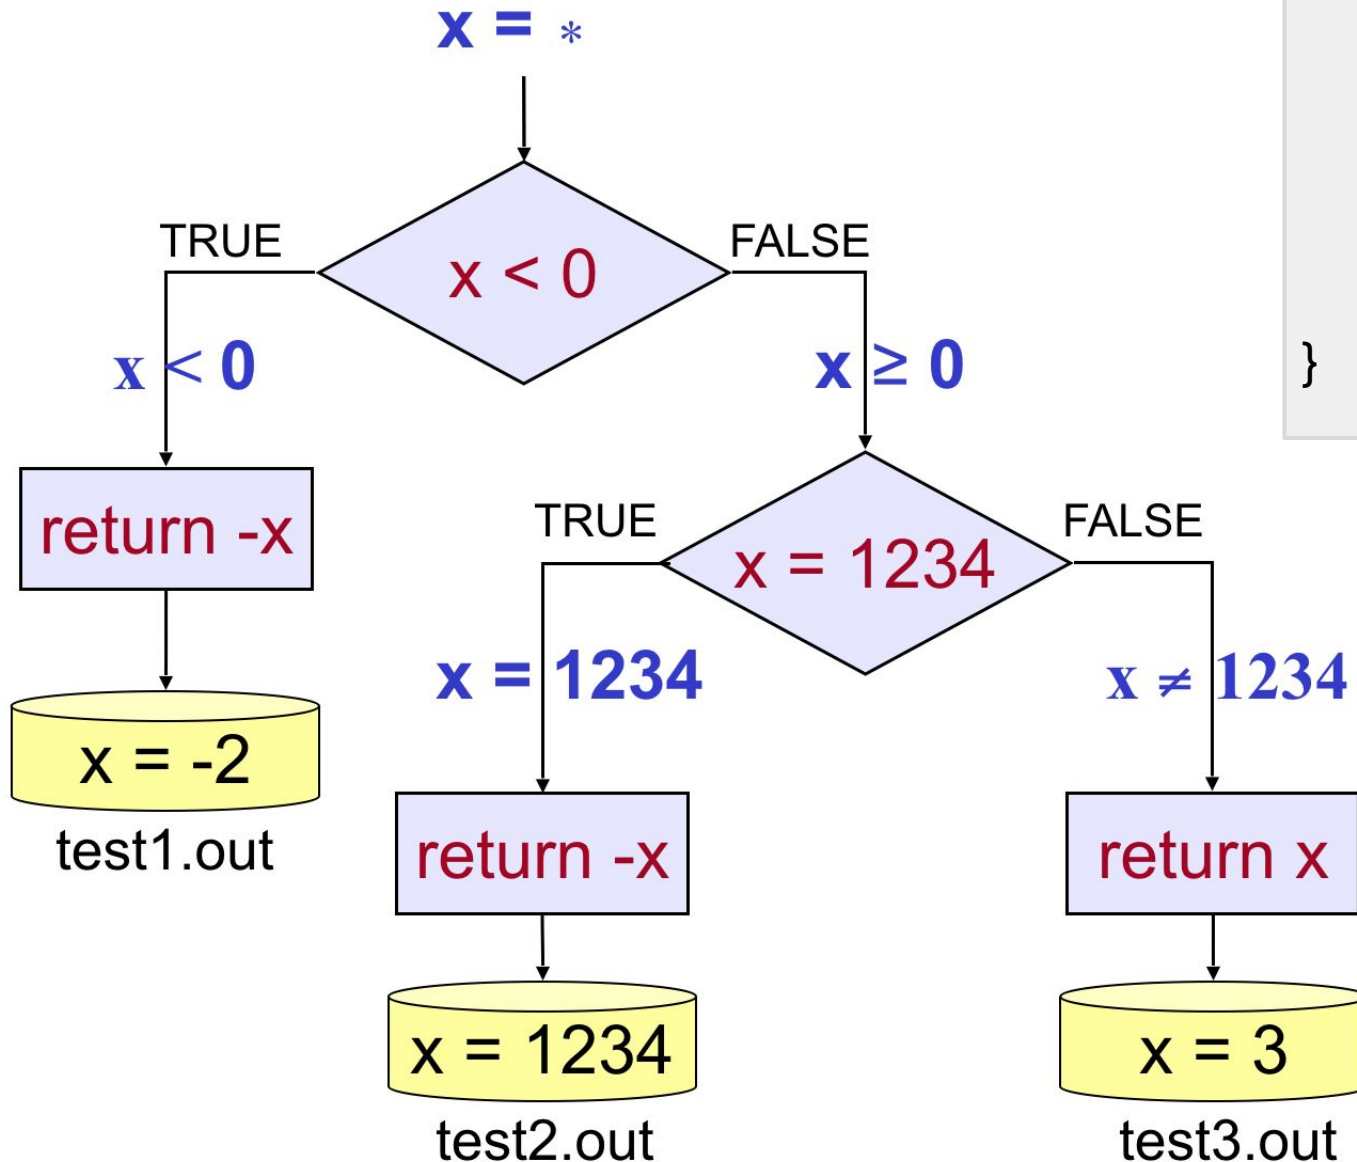 x = *
TRUE
FALSE
x < 0
x < 0
x ≥ 0
}
return -x
TRUE
FALSE
x = 1234
x = 1234
x ≠ 1234
x = -2
test1.out
return -x
return x
x = 1234
x = 3
test2.out
test3.out